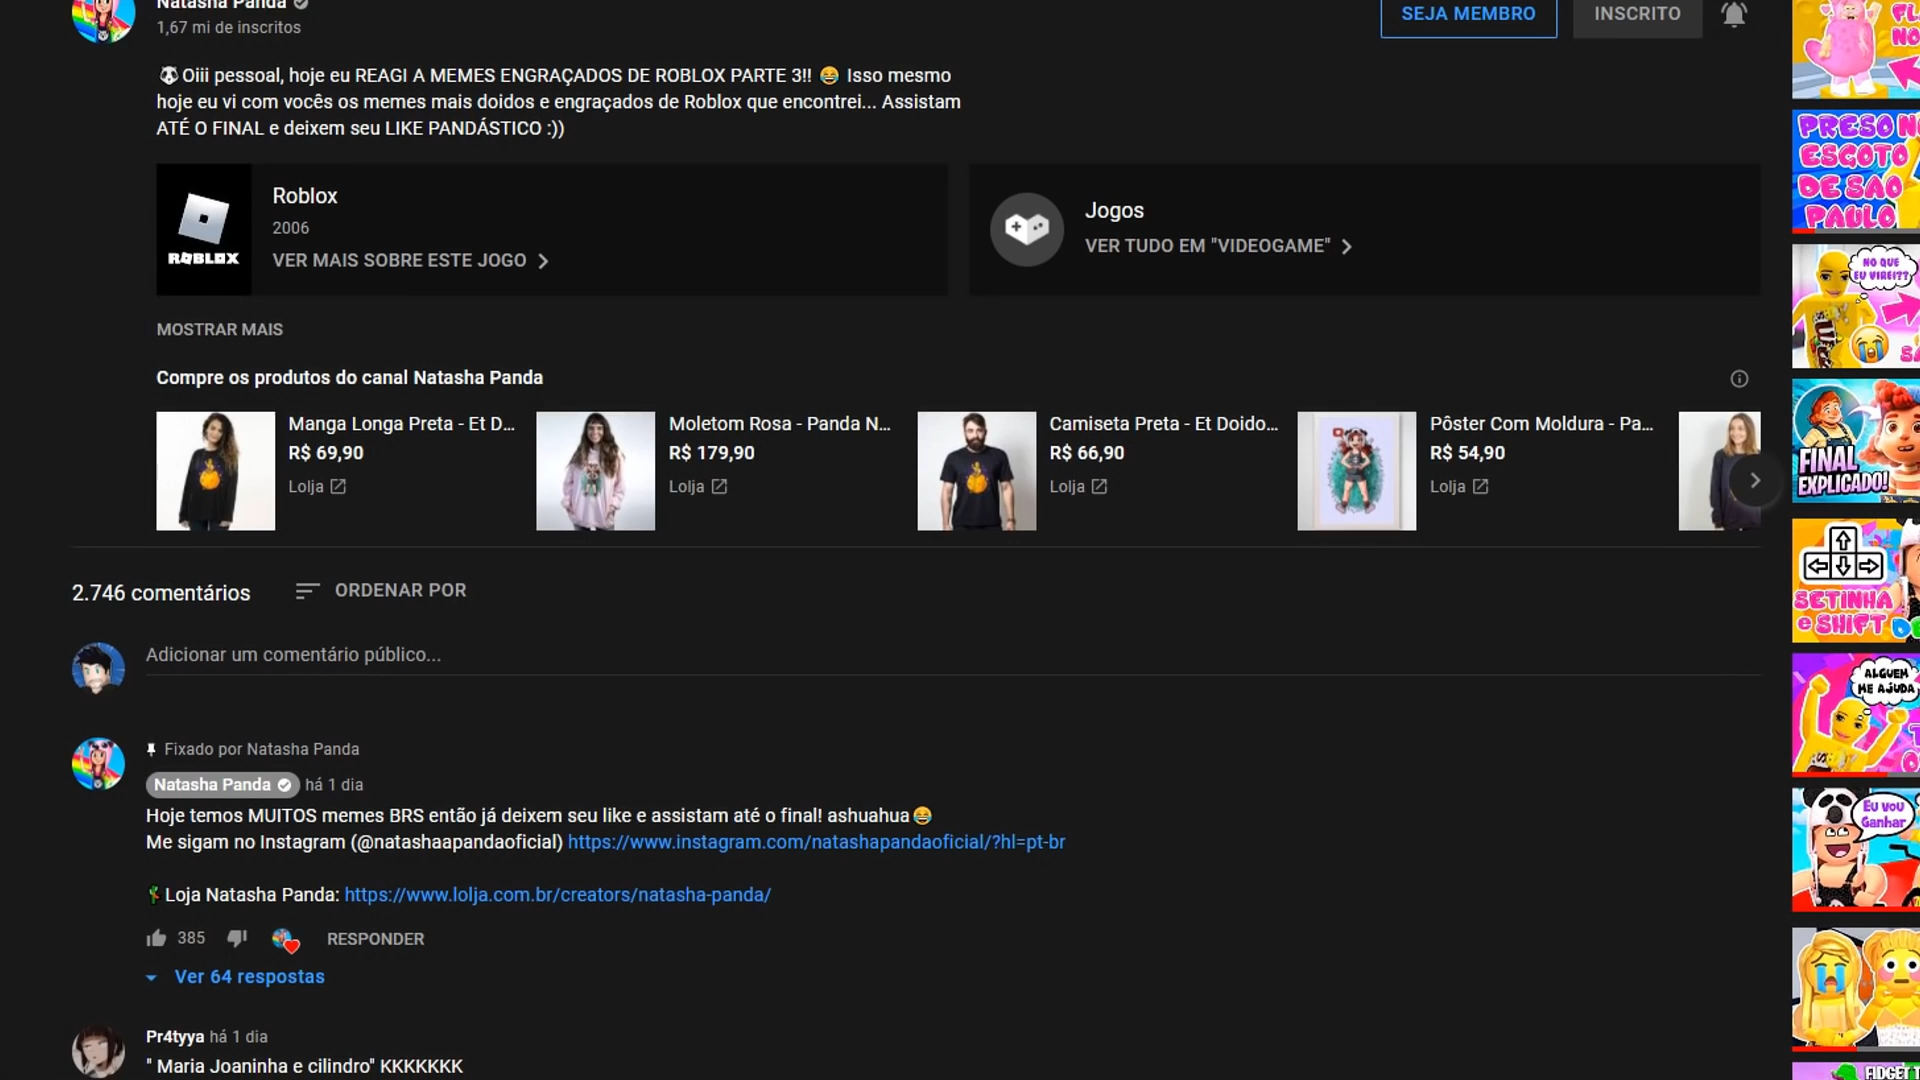 Natasha Panda
1,67 mi de inscritos
SEJA MEMBRO
INSCRITO
🐼Oiii pessoal, hoje eu REAGI A MEMES ENGRAÇADOS DE ROBLOX PARTE 3!! 😂 Isso mesmo
hoje eu vi com vocês os memes mais doidos e engraçados de Roblox que encontrei... Assistam
ATÉ O FINAL e deixem seu LIKE PANDÁSTICO :))
ROBLOX
Roblox
2006
VER MAIS SOBRE ESTE JOGO
Jogos
VER TUDO EM "VIDEOGAME"
MOSTRAR MAIS
Compre os produtos do canal Natasha Panda
Manga Longa Preta - Et D...
R$ 69,90
Lolja
Moletom Rosa - Panda N...
R$ 179,90
Lolja
Camiseta Preta - Et Doido...
R$ 66,90
Lolja
Pôster Com Moldura - Pa...
R$ 54,90
Lolja
2.746 comentários
ORDENAR POR
Adicionar um comentário público...
Fixado por Natasha Panda
Natasha Panda há 1 dia
Hoje temos MUITOS memes BRS então já deixem seu like e assistam até o final! ashuahua😂
Me sigam no Instagram (@natashaapandaoficial) https://www.instagram.com/natashapandaoficial/?hl=pt-br
Loja Natasha Panda: https://www.lolja.com.br/creators/natasha-panda/
385
RESPONDER
Ver 64 respostas
Pr4tyya há 1 dia
" Maria Joaninha e cilindro" KKKKKKK
PRESO
ESGOTO
DE SAO
PAULO
NO QUE
EU VIREI??
FINAL
EXPLICADO!
SETINHA
e SHIFT
ALGUEM
ME AJUDA
EU VOU
Ganhar
FIDGET